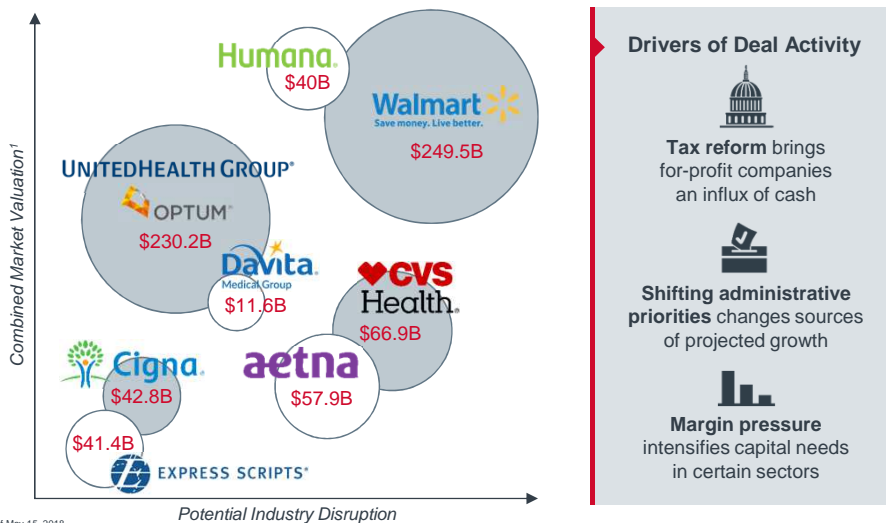 Humana.
$40B
Walmart
Save money. Live better.
$249.5B
UNITEDHEALTH GROUP®
OPTUM®
$230.2B
DaVita.
Medical Group
$11.6B
CVS
Health.
$66.9B
Cigna.
$42.8B
aetna
$57.9B
$41.4B
EXPRESS SCRIPTS®
Combined Market Valuation¹
Potential Industry Disruption
May 15, 2018
Drivers of Deal Activity
Tax reform brings
for-profit companies
an influx of cash
Shifting administrative
priorities changes sources
of projected growth
Margin pressure
intensifies capital needs
in certain sectors